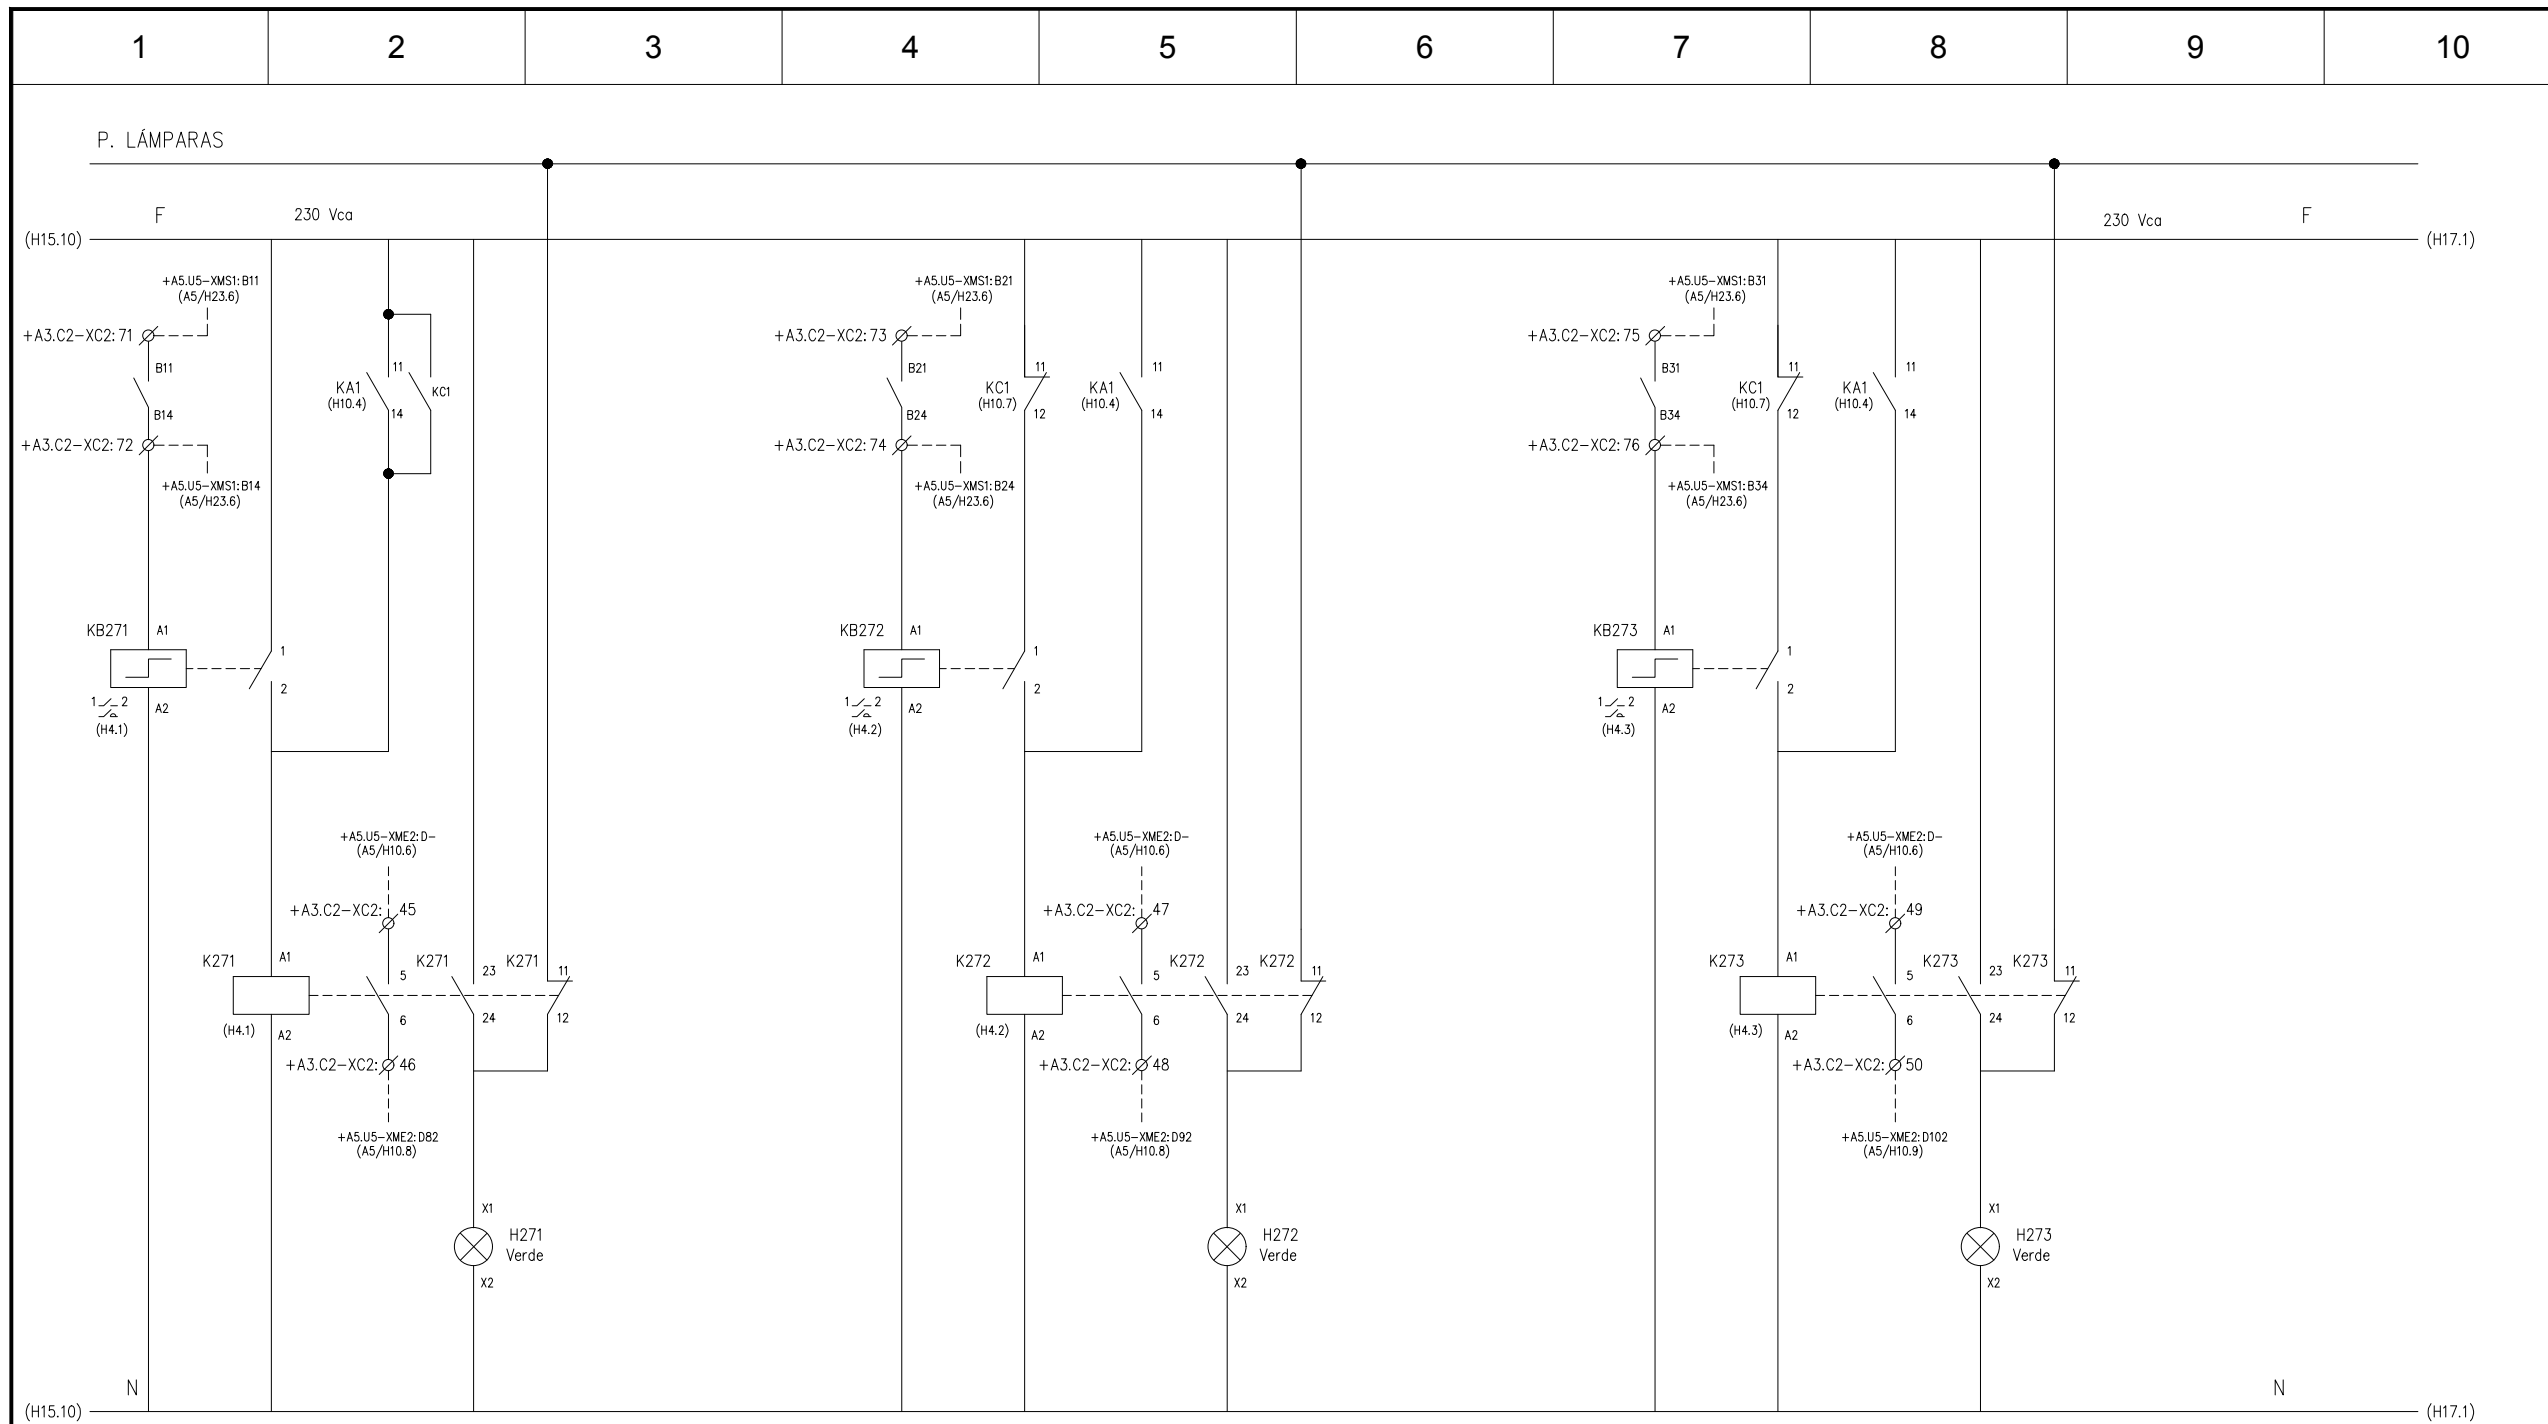 1 2 3 4 5 6 7 8 9 10
P. LÁMPARAS
F 230 Vca 230 Vca F
(H15.10) (H17.1)
+A5.U5-XMS1:B11 +A5.U5-XMS1:B21 +A5.U5-XMS1:B31
(A5/H23.6) (A5/H23.6) (A5/H23.6)
+A3.C2-XC2:71 +A3.C2-XC2:73 +A3.C2-XC2:75
B11 11 B21 11 11 B31 11 11
KA1 KC1 KC1 KA1 KC1 KA1
(H10.4) (H10.7) (H10.4) (H10.7) (H10.4)
B14 14 B24 12 14 B34 12 14
+A3.C2-XC2:72 +A3.C2-XC2:74 +A3.C2-XC2:76
+A5.U5-XMS1:B14 +A5.U5-XMS1:B24 +A5.U5-XMS1:B34
(A5/H23.6) (A5/H23.6) (A5/H23.6)
KB271 A1 KB272 A1 KB273 A1
1 1 1
2 2 2
1 2 A2 1 2 A2 1 2 A2
(H4.1) (H4.2) (H4.3)
+A5.U5-XME2:D- +A5.U5-XME2:D- +A5.U5-XME2:D-
(A5/H10.6) (A5/H10.6) (A5/H10.6)
+A3.C2-XC2: 45 +A3.C2-XC2: 47 +A3.C2-XC2: 49
K271 A1 5 K271 23 K271 11 K272 A1 5 K272 23 K272 11 K273 A1 5 K273 23 K273 11
(H4.1) A2 6 24 12 (H4.2) A2 6 24 12 (H4.3) A2 6 24 12
+A3.C2-XC2: 46 +A3.C2-XC2: 48 +A3.C2-XC2: 50
+A5.U5-XME2:D82 +A5.U5-XME2:D92 +A5.U5-XME2:D102
(A5/H10.8) (A5/H10.8) (A5/H10.9)
X1 X1 X1
H271 H272 H273
Verde Verde Verde
X2 X2 X2
N N
(H15.10) (H17.1)